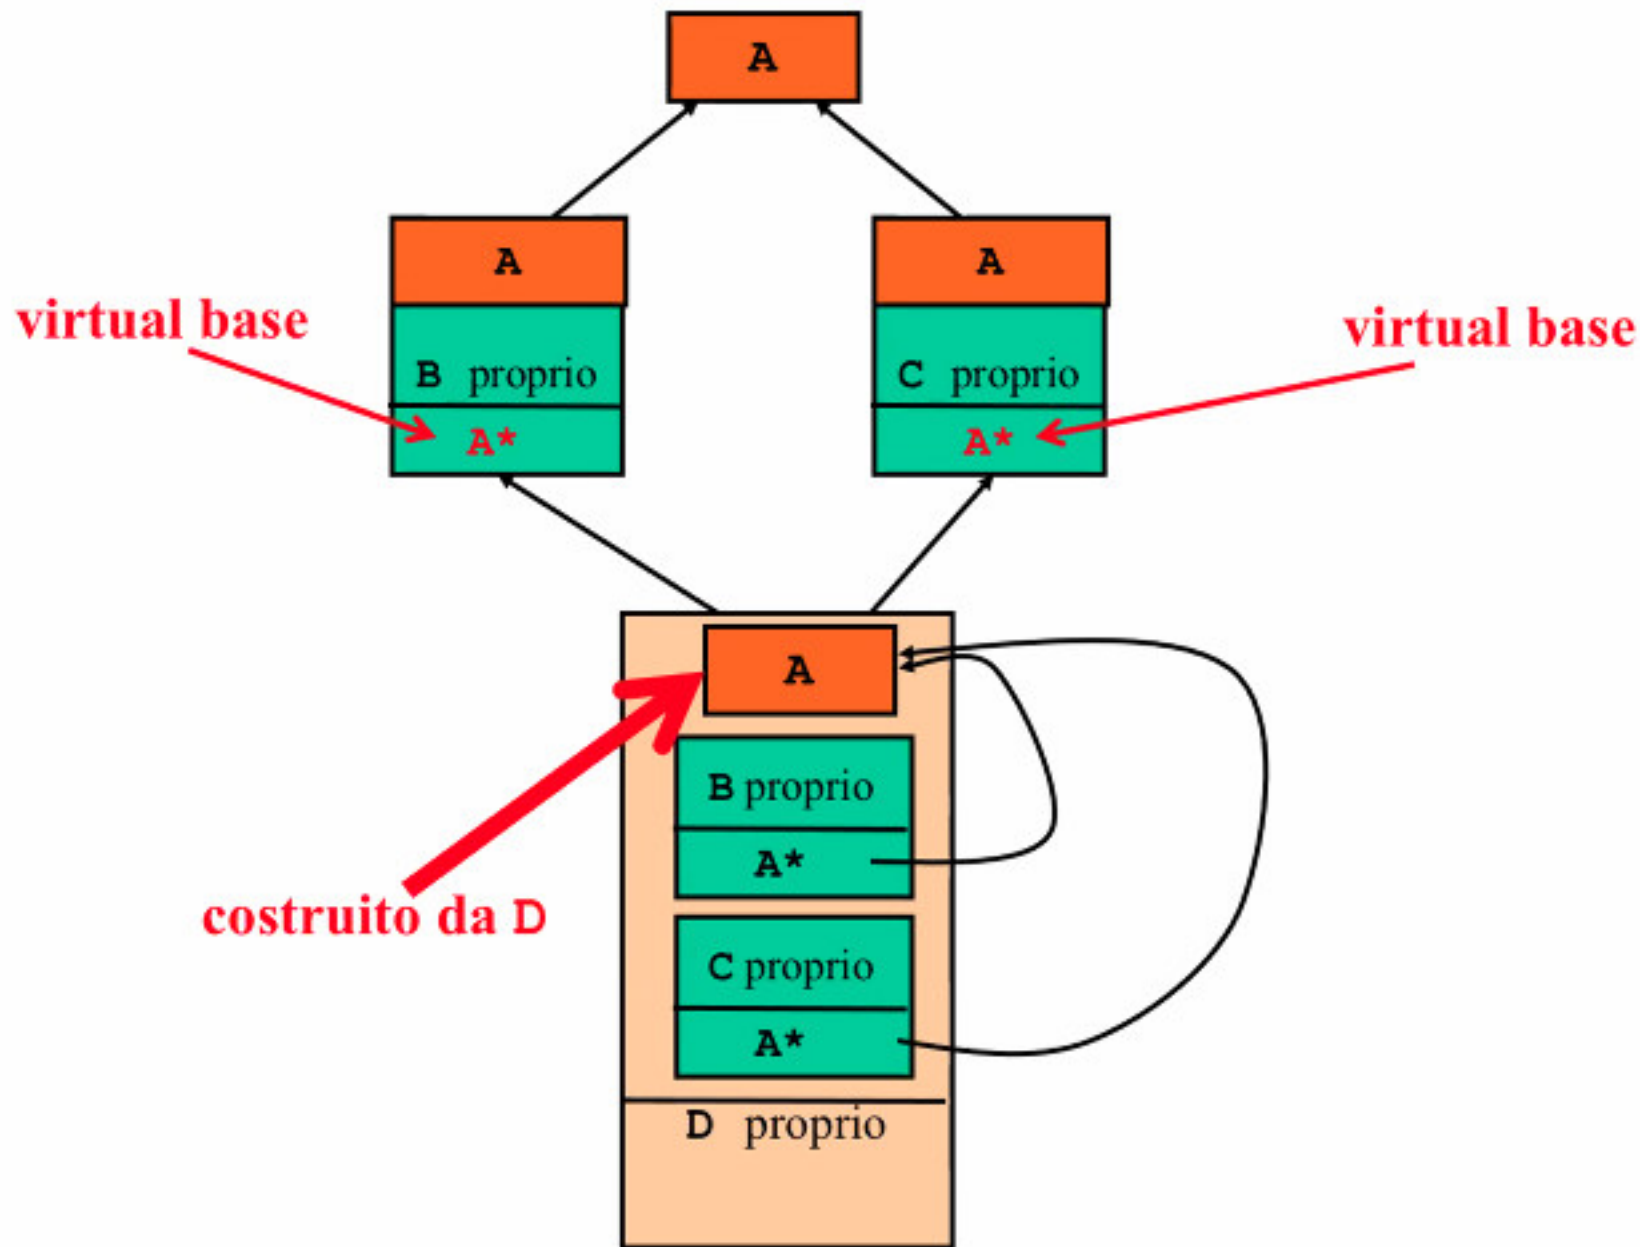 A
A
A
virtual base
virtual base
B proprio
C proprio
A*
A*
A
B proprio
A*
costruito da D
C proprio
A*
D proprio